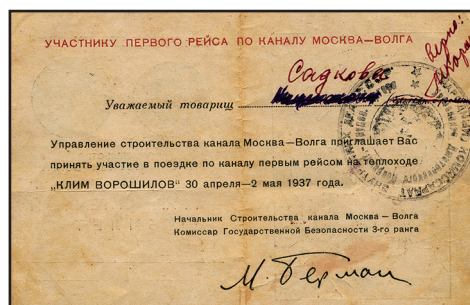 УЧАСТНИКУ ПЕРВОГО РЕЙСА ПО КАНАЛУ МОСКВА—ВОЛГА
Верно:
Садкова
Уважаемый товарищ
Управление строительства канала Москва—Волга приглашает Вас
принять участие в поездке по каналу первым рейсом на теплоходе
„КЛИМ ВОРОШИЛОВ" 30 апреля—2 мая 1937 года.
Начальник Строительства канала Москва — Волга
Комиссар Государственной Безопасности 3-го ранга
М. Берман